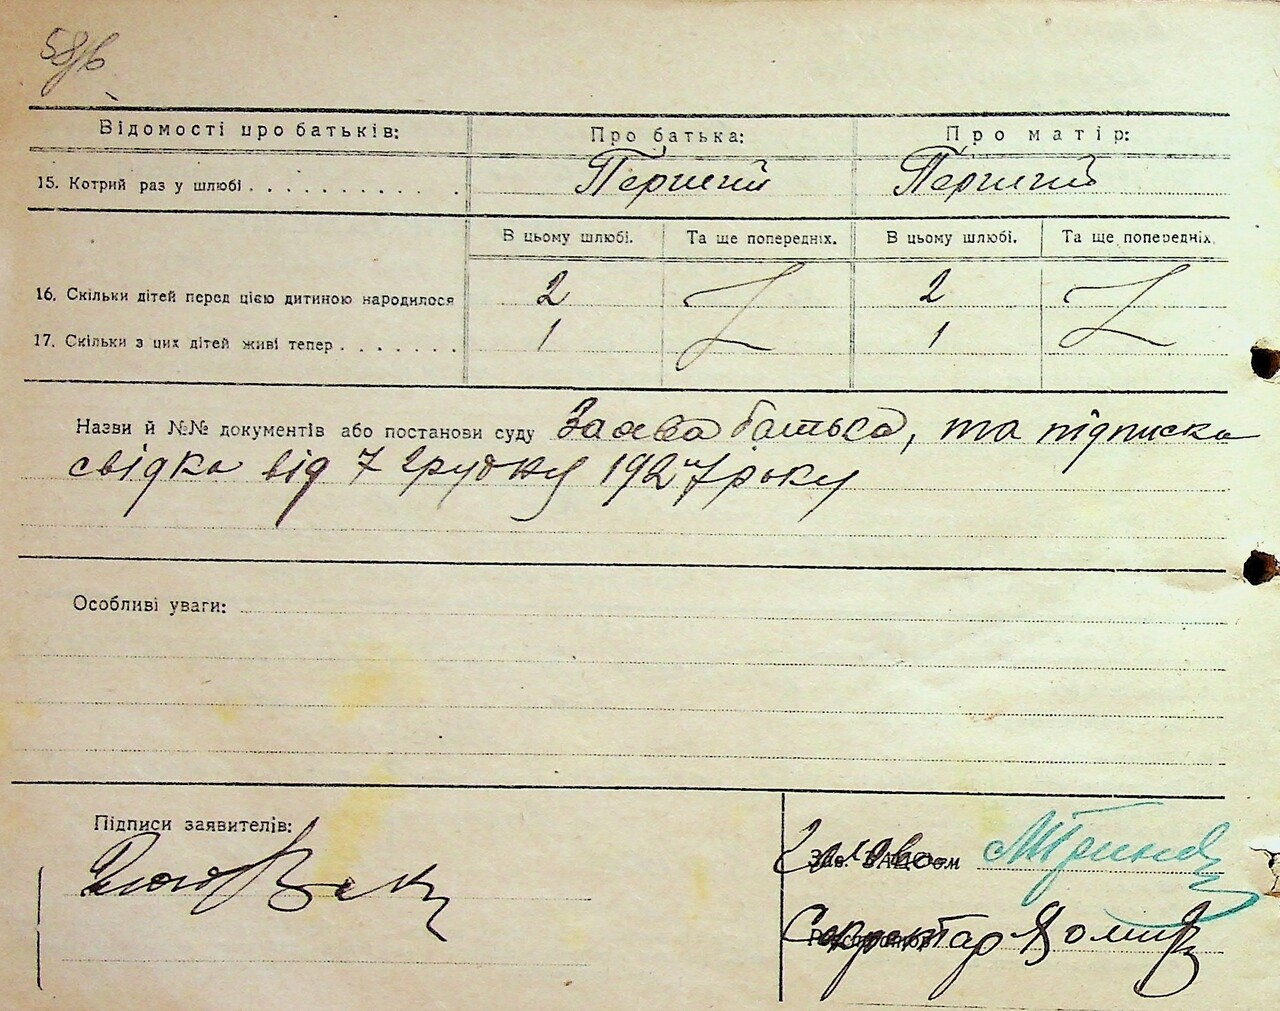 58/б
Відомості про батьків: Про батька: Про матір:
15. Котрий раз у шлюбі . . . . . . . . . . . Перший Перший
В цьому шлюбі. Та ще попередніх. В цьому шлюбі. Та ще попередніх.
16. Скільки дітей перед цією дитиною народилося 2 2
17. Скільки з цих дітей живі тепер . . . . . . . 1 1
Назви й №№ документів або постанови суду Заява батька, та підписка
свідка від 7 грудня 1927 року
Особливі уваги:
Підписи заявителів:
Голова
Зав. ЗАГС'ом
Секретар